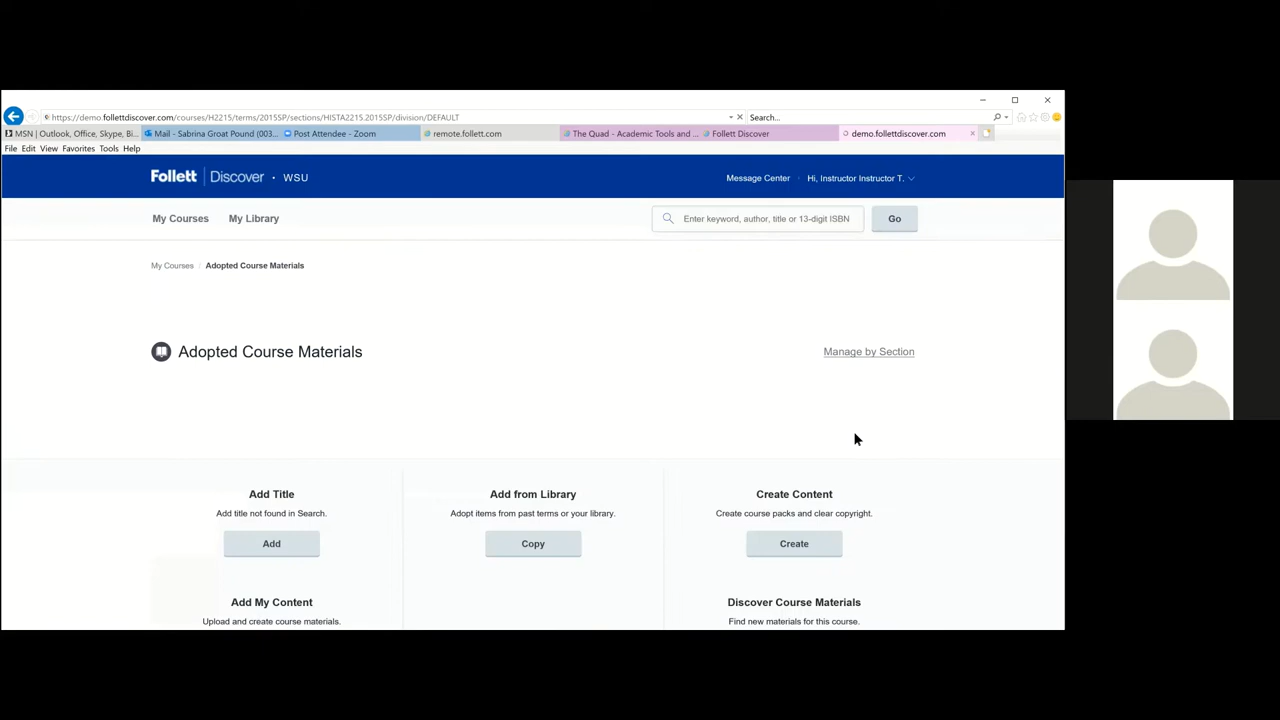 https://demo.follettdiscover.com/courses/H2215/terms/2015SP/sections/HISTA2215.2015SP/division/DEFAULT
Search...
MSN | Outlook, Office, Skype, Bi...
Mail - Sabrina Groat Pound (003...
Post Attendee - Zoom
remote.follett.com
The Quad - Academic Tools and ...
Follett Discover
demo.follettdiscover.com
File Edit View Favorites Tools Help
Follett | Discover • WSU
Message Center
Hi, Instructor Instructor T.
My Courses
My Library
Enter keyword, author, title or 13-digit ISBN
Go
My Courses / Adopted Course Materials
Adopted Course Materials
Manage by Section
Add Title
Add title not found in Search.
Add
Add from Library
Adopt items from past terms or your library.
Copy
Create Content
Create course packs and clear copyright.
Create
Add My Content
Upload and create course materials.
Discover Course Materials
Find new materials for this course.